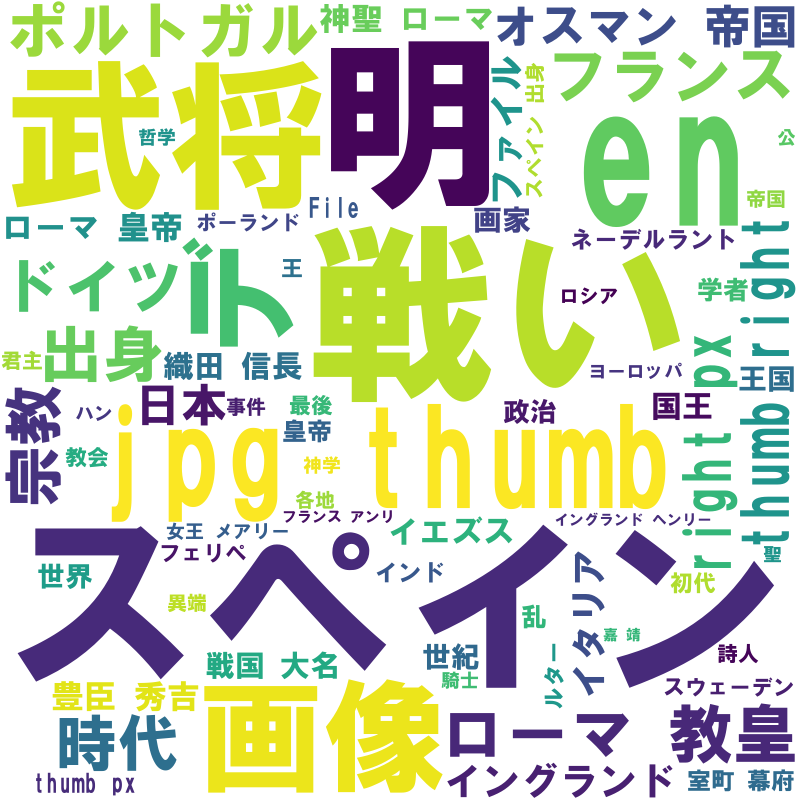 ポルトガル
神聖 ローマ
オスマン 帝国
武将
明
ファイル
スペイン 出身
フランス
哲学
en
公
帝国
ローマ 皇帝
ポーランド
File
画家
ネーデルラント
thumb right
ドイツ
ド
王
戦い
ロシア
学者
君主
出身
織田 信長
ヨーロッパ
right px
王国
宗教
ハン
日本
事件
最後
皇帝
政治
国王
jpg thumb
教会
神学
各地
フランス アンリ
女王 メアリー
フェリペ
イエズス
イングランド ヘンリー
聖
世界
スペイン
インド
イタリア
初代
異端
乱
嘉 靖
戦国 大名
世紀
騎士
ルター
詩人
豊臣 秀吉
画像
スウェーデン
時代
ローマ
教皇
thumb px
イングランド
室町 幕府